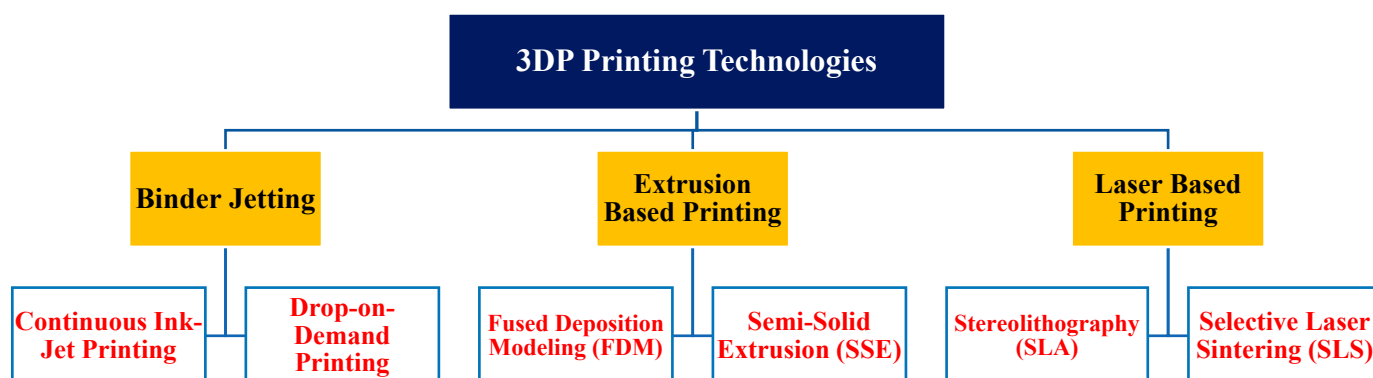 3DP Printing Technologies
Binder Jetting
Extrusion
Based Printing
Laser Based
Printing
Continuous Ink-
Jet Printing
Drop-on-
Demand
Printing
Fused Deposition
Modeling (FDM)
Semi-Solid
Extrusion (SSE)
Stereolithography
(SLA)
Selective Laser
Sintering (SLS)